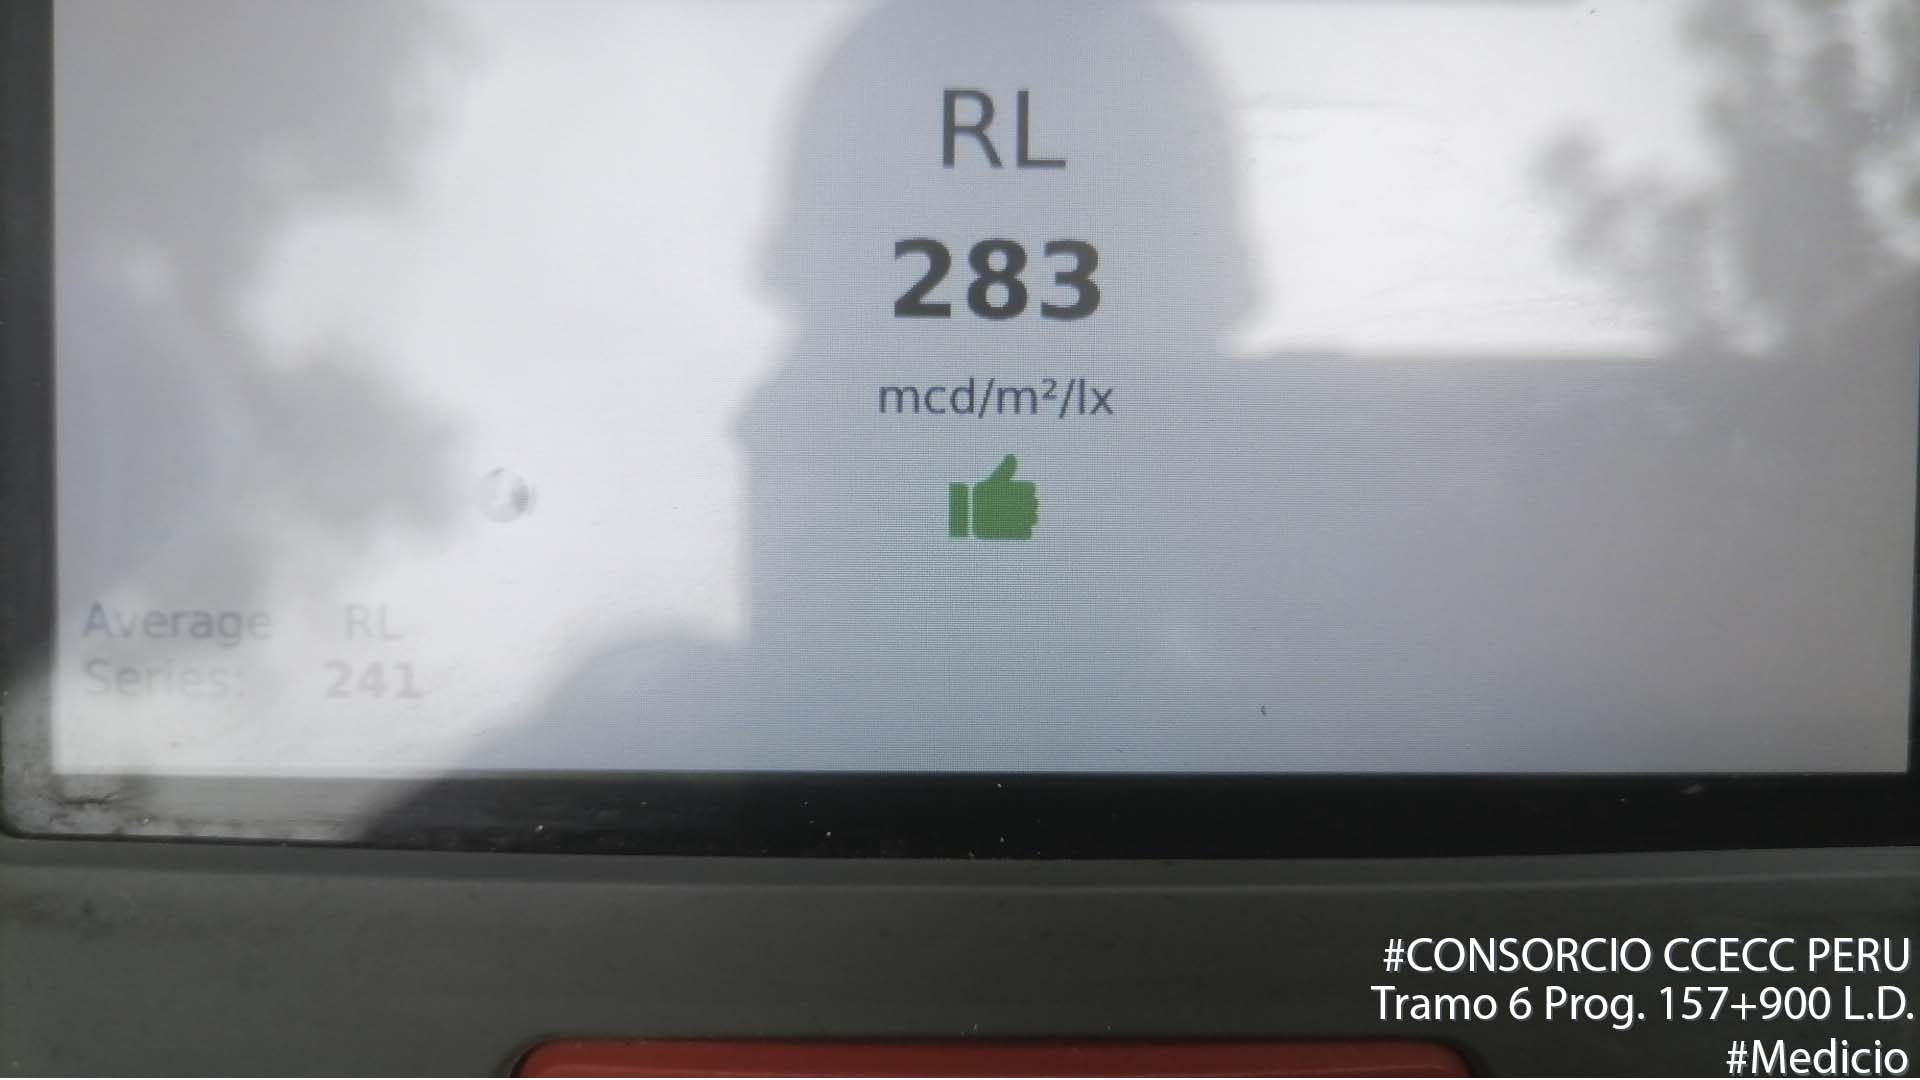 RL
283
mcd/m²/lx
Average RL
Series: 241
#CONSORCIO CCECC PERU
Tramo 6 Prog. 157+900 L.D.
#Medicio